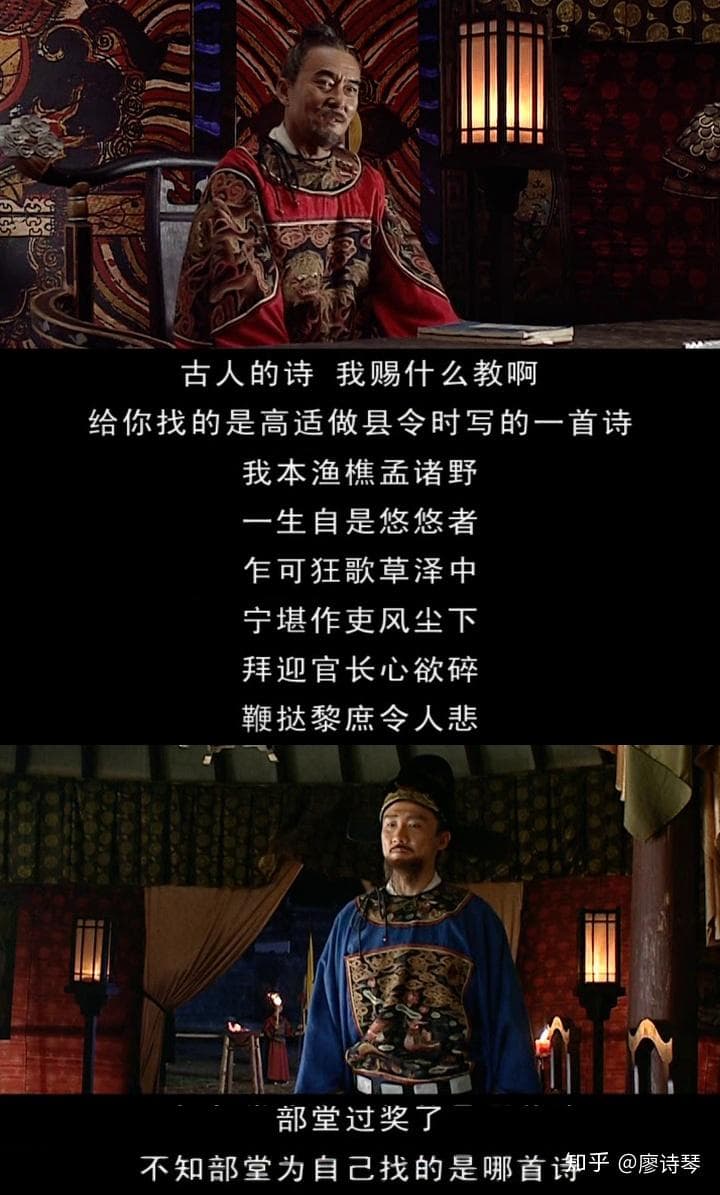 古人的诗 我赐什么教啊
给你找的是高适做县令时写的一首诗
我本渔樵孟诸野
一生自是悠悠者
乍可狂歌草泽中
宁堪作吏风尘下
拜迎官长心欲碎
鞭挞黎庶令人悲
部堂过奖了
不知部堂为自己找的是哪首诗
知乎 @廖诗琴